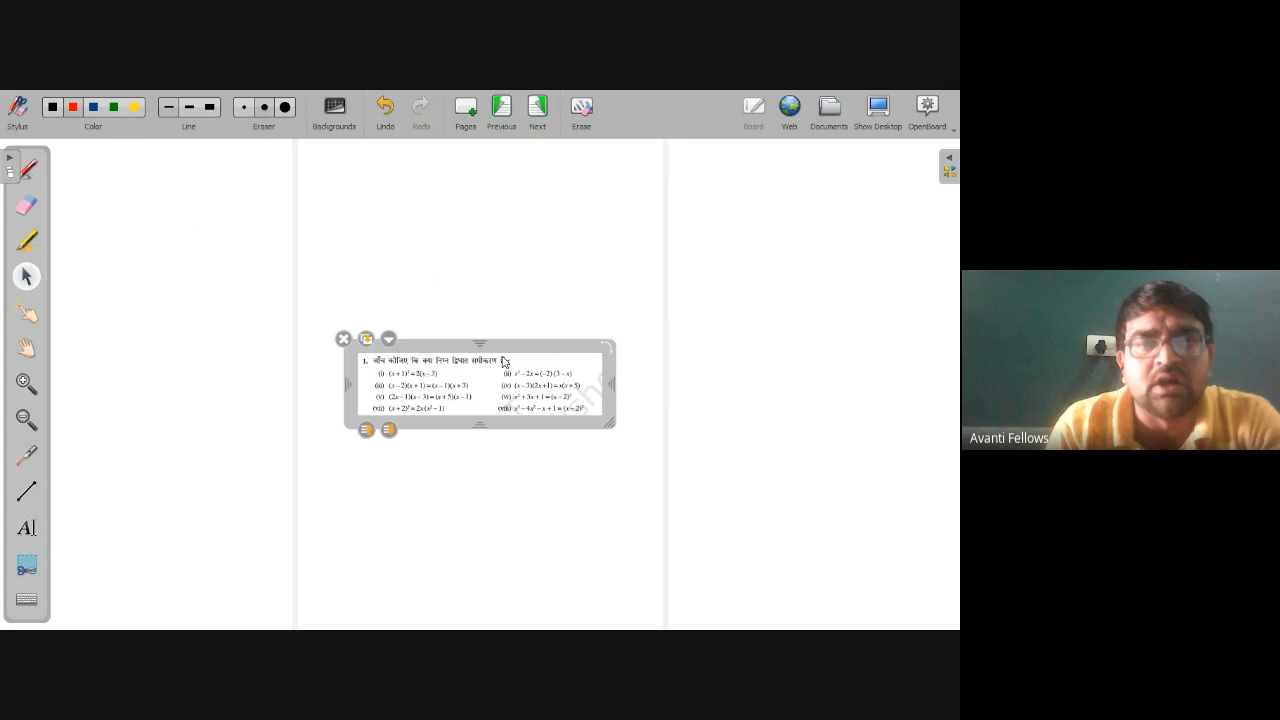 Stylus Color Line Eraser Backgrounds Undo Redo Pages Previous Next Erase Board Web Documents Show Desktop OpenBoard
1. जाँच कीजिए कि क्या निम्न द्विघात समीकरण हैं :
(i) (x + 1)² = 2(x – 3) (ii) x² – 2x = (–2) (3 – x)
(iii) (x – 2)(x + 1) = (x – 1)(x + 3) (iv) (x – 3)(2x + 1) = x(x + 5)
(v) (2x – 1)(x – 3) = (x + 5)(x – 1) (vi) x² + 3x + 1 = (x – 2)²
(vii) (x + 2)³ = 2x(x² – 1) (viii) x³ – 4x² – x + 1 = (x – 2)³
AI
Avanti Fellows